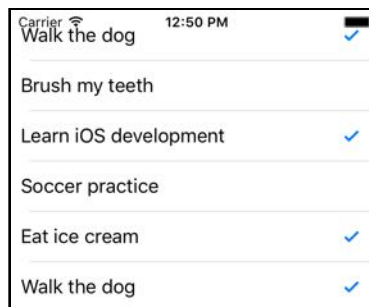 Carrier 12:50 PM
Walk the dog
Brush my teeth
Learn iOS development
Soccer practice
Eat ice cream
Walk the dog